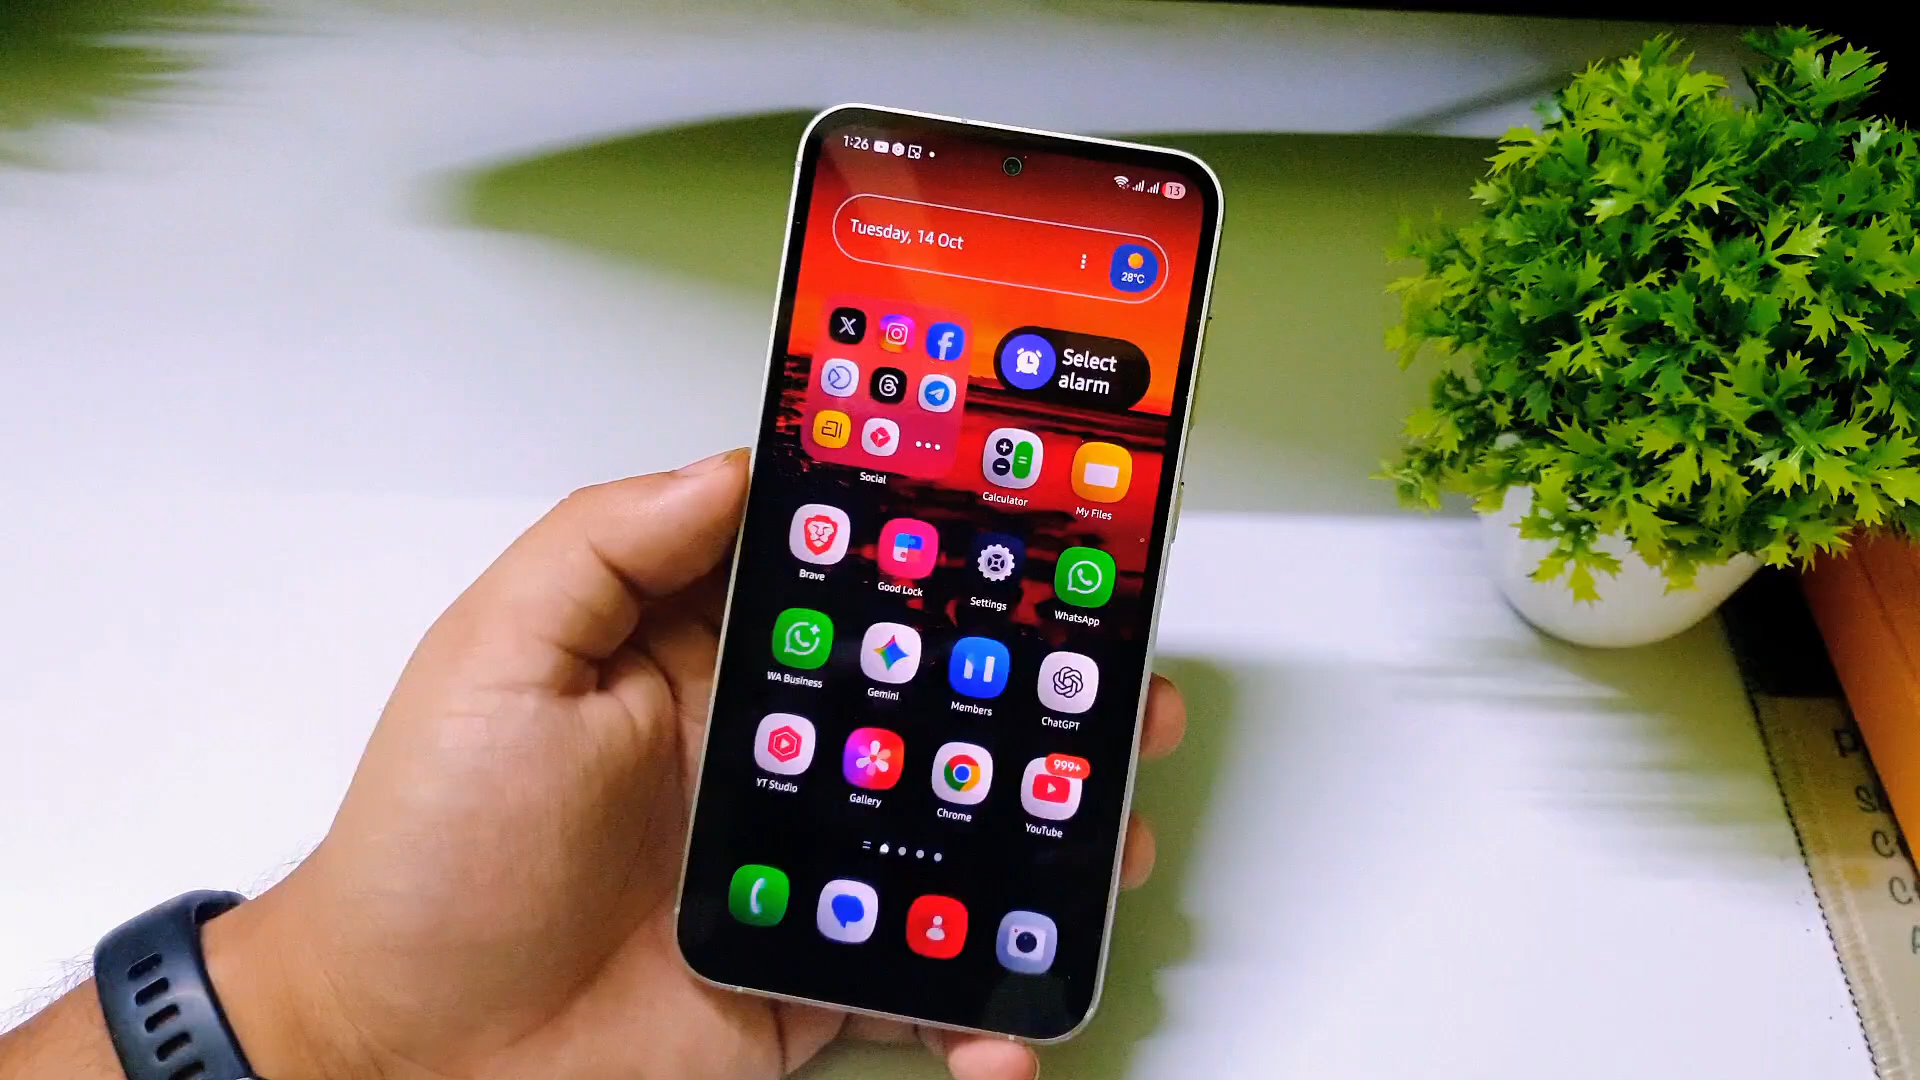 1:26
13
Tuesday, 14 Oct
28°C
Select
alarm
Social
Calculator
My Files
Brave
Good Lock
Settings
WhatsApp
WA Business
Gemini
Members
ChatGPT
YT Studio
Gallery
Chrome
999+
YouTube